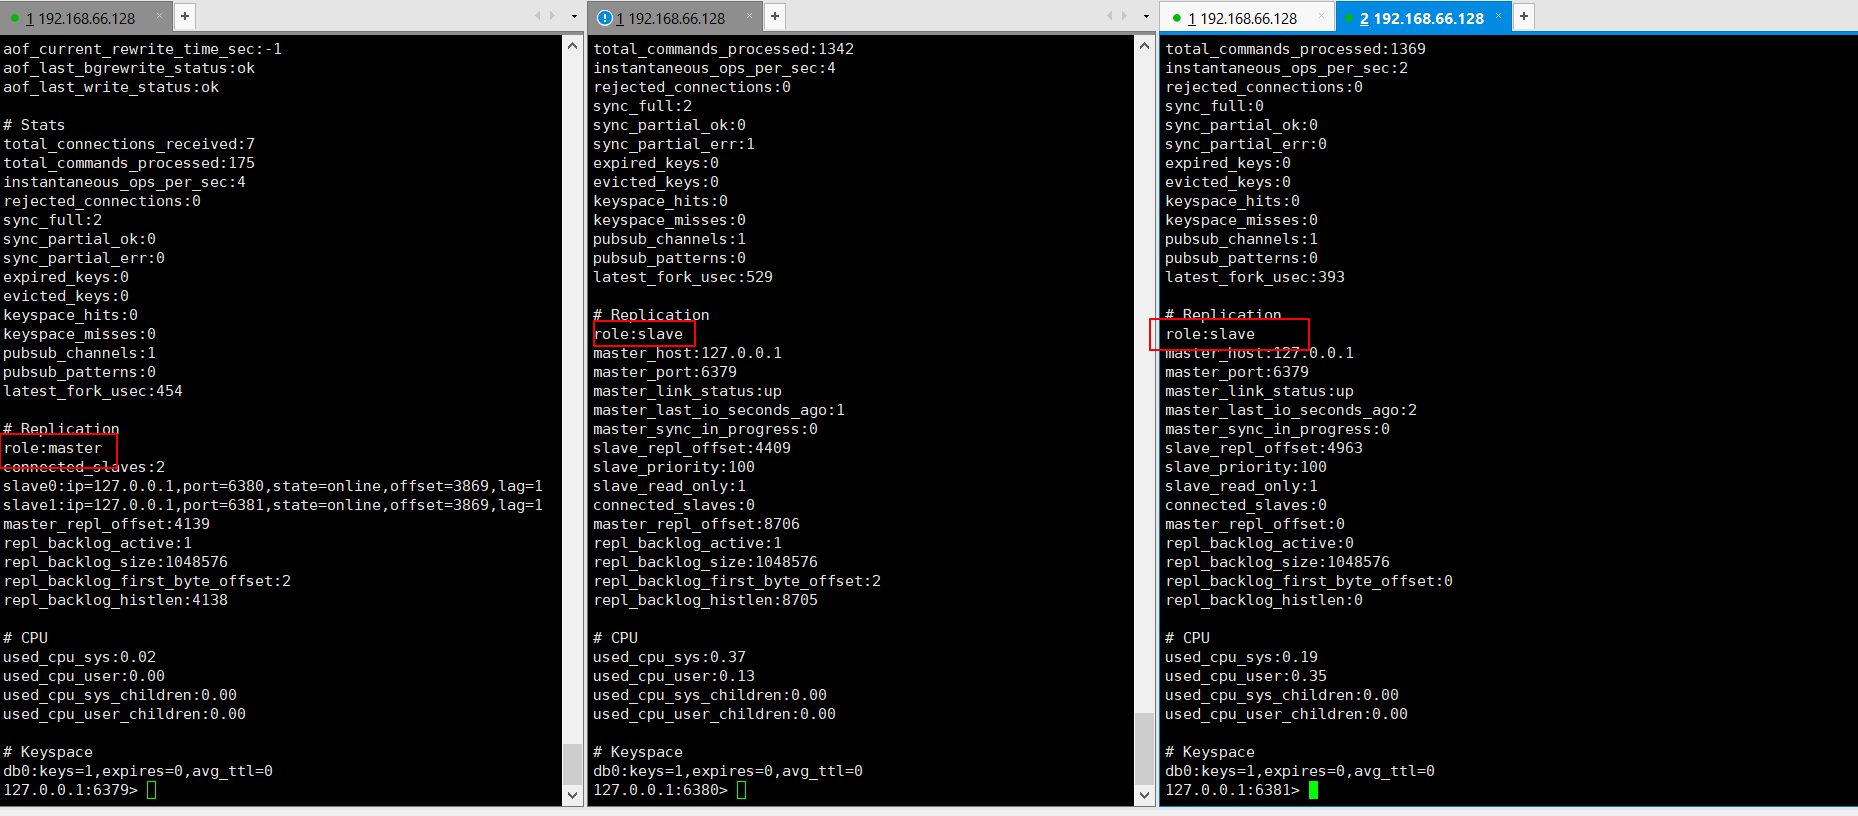 1 192.168.66.128 × +
aof_current_rewrite_time_sec:-1
aof_last_bgrewrite_status:ok
aof_last_write_status:ok
# Stats
total_connections_received:7
total_commands_processed:175
instantaneous_ops_per_sec:4
rejected_connections:0
sync_full:2
sync_partial_ok:0
sync_partial_err:0
expired_keys:0
evicted_keys:0
keyspace_hits:0
keyspace_misses:0
pubsub_channels:1
pubsub_patterns:0
latest_fork_usec:454
# Replication
role:master
connected_slaves:2
slave0:ip=127.0.0.1,port=6380,state=online,offset=3869,lag=1
slave1:ip=127.0.0.1,port=6381,state=online,offset=3869,lag=1
master_repl_offset:4139
repl_backlog_active:1
repl_backlog_size:1048576
repl_backlog_first_byte_offset:2
repl_backlog_histlen:4138
# CPU
used_cpu_sys:0.02
used_cpu_user:0.00
used_cpu_sys_children:0.00
used_cpu_user_children:0.00
# Keyspace
db0:keys=1,expires=0,avg_ttl=0
127.0.0.1:6379>
1 192.168.66.128 × +
total_commands_processed:1342
instantaneous_ops_per_sec:4
rejected_connections:0
sync_full:2
sync_partial_ok:0
sync_partial_err:1
expired_keys:0
evicted_keys:0
keyspace_hits:0
keyspace_misses:0
pubsub_channels:1
pubsub_patterns:0
latest_fork_usec:529
# Replication
role:slave
master_host:127.0.0.1
master_port:6379
master_link_status:up
master_last_io_seconds_ago:1
master_sync_in_progress:0
slave_repl_offset:4409
slave_priority:100
slave_read_only:1
connected_slaves:0
master_repl_offset:8706
repl_backlog_active:1
repl_backlog_size:1048576
repl_backlog_first_byte_offset:2
repl_backlog_histlen:8705
# CPU
used_cpu_sys:0.37
used_cpu_user:0.13
used_cpu_sys_children:0.00
used_cpu_user_children:0.00
# Keyspace
db0:keys=1,expires=0,avg_ttl=0
127.0.0.1:6380>
1 192.168.66.128 × 2 192.168.66.128 × +
total_commands_processed:1369
instantaneous_ops_per_sec:2
rejected_connections:0
sync_full:0
sync_partial_ok:0
sync_partial_err:0
expired_keys:0
evicted_keys:0
keyspace_hits:0
keyspace_misses:0
pubsub_channels:1
pubsub_patterns:0
latest_fork_usec:393
# Replication
role:slave
master_host:127.0.0.1
master_port:6379
master_link_status:up
master_last_io_seconds_ago:2
master_sync_in_progress:0
slave_repl_offset:4963
slave_priority:100
slave_read_only:1
connected_slaves:0
master_repl_offset:0
repl_backlog_active:0
repl_backlog_size:1048576
repl_backlog_first_byte_offset:0
repl_backlog_histlen:0
# CPU
used_cpu_sys:0.19
used_cpu_user:0.35
used_cpu_sys_children:0.00
used_cpu_user_children:0.00
# Keyspace
db0:keys=1,expires=0,avg_ttl=0
127.0.0.1:6381>